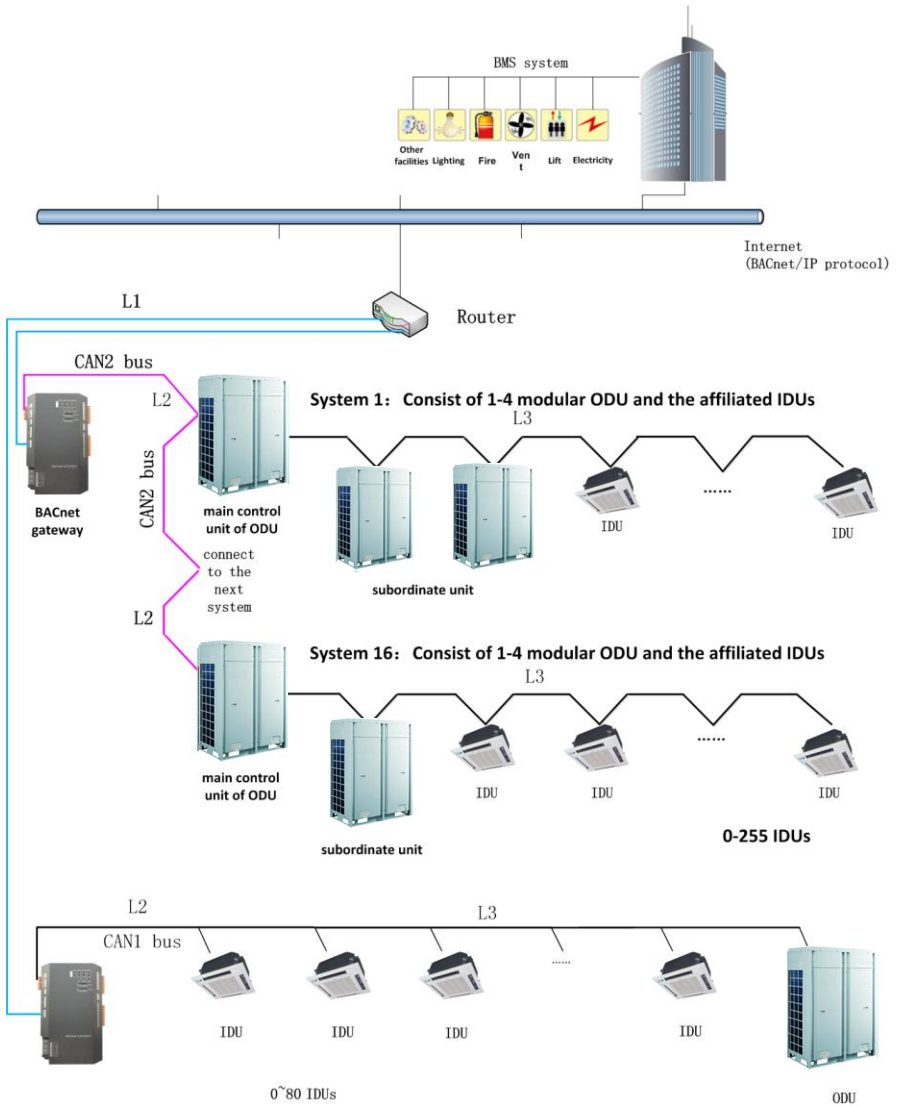 BMS system
Other
facilities
Lighting
Fire
Ven
t
Lift
Electricity
Internet
(BACnet/IP protocol)
L1
Router
CAN2 bus
L2
System 1: Consist of 1-4 modular ODU and the affiliated IDUs
L3
CAN2 bus
BACnet
gateway
main control
unit of ODU
IDU
......
IDU
connect
to the
next
system
subordinate unit
L2
System 16: Consist of 1-4 modular ODU and the affiliated IDUs
L3
......
main control
unit of ODU
IDU
IDU
IDU
subordinate unit
0-255 IDUs
L2
L3
CAN1 bus
......
IDU
IDU
IDU
IDU
0~80 IDUs
ODU